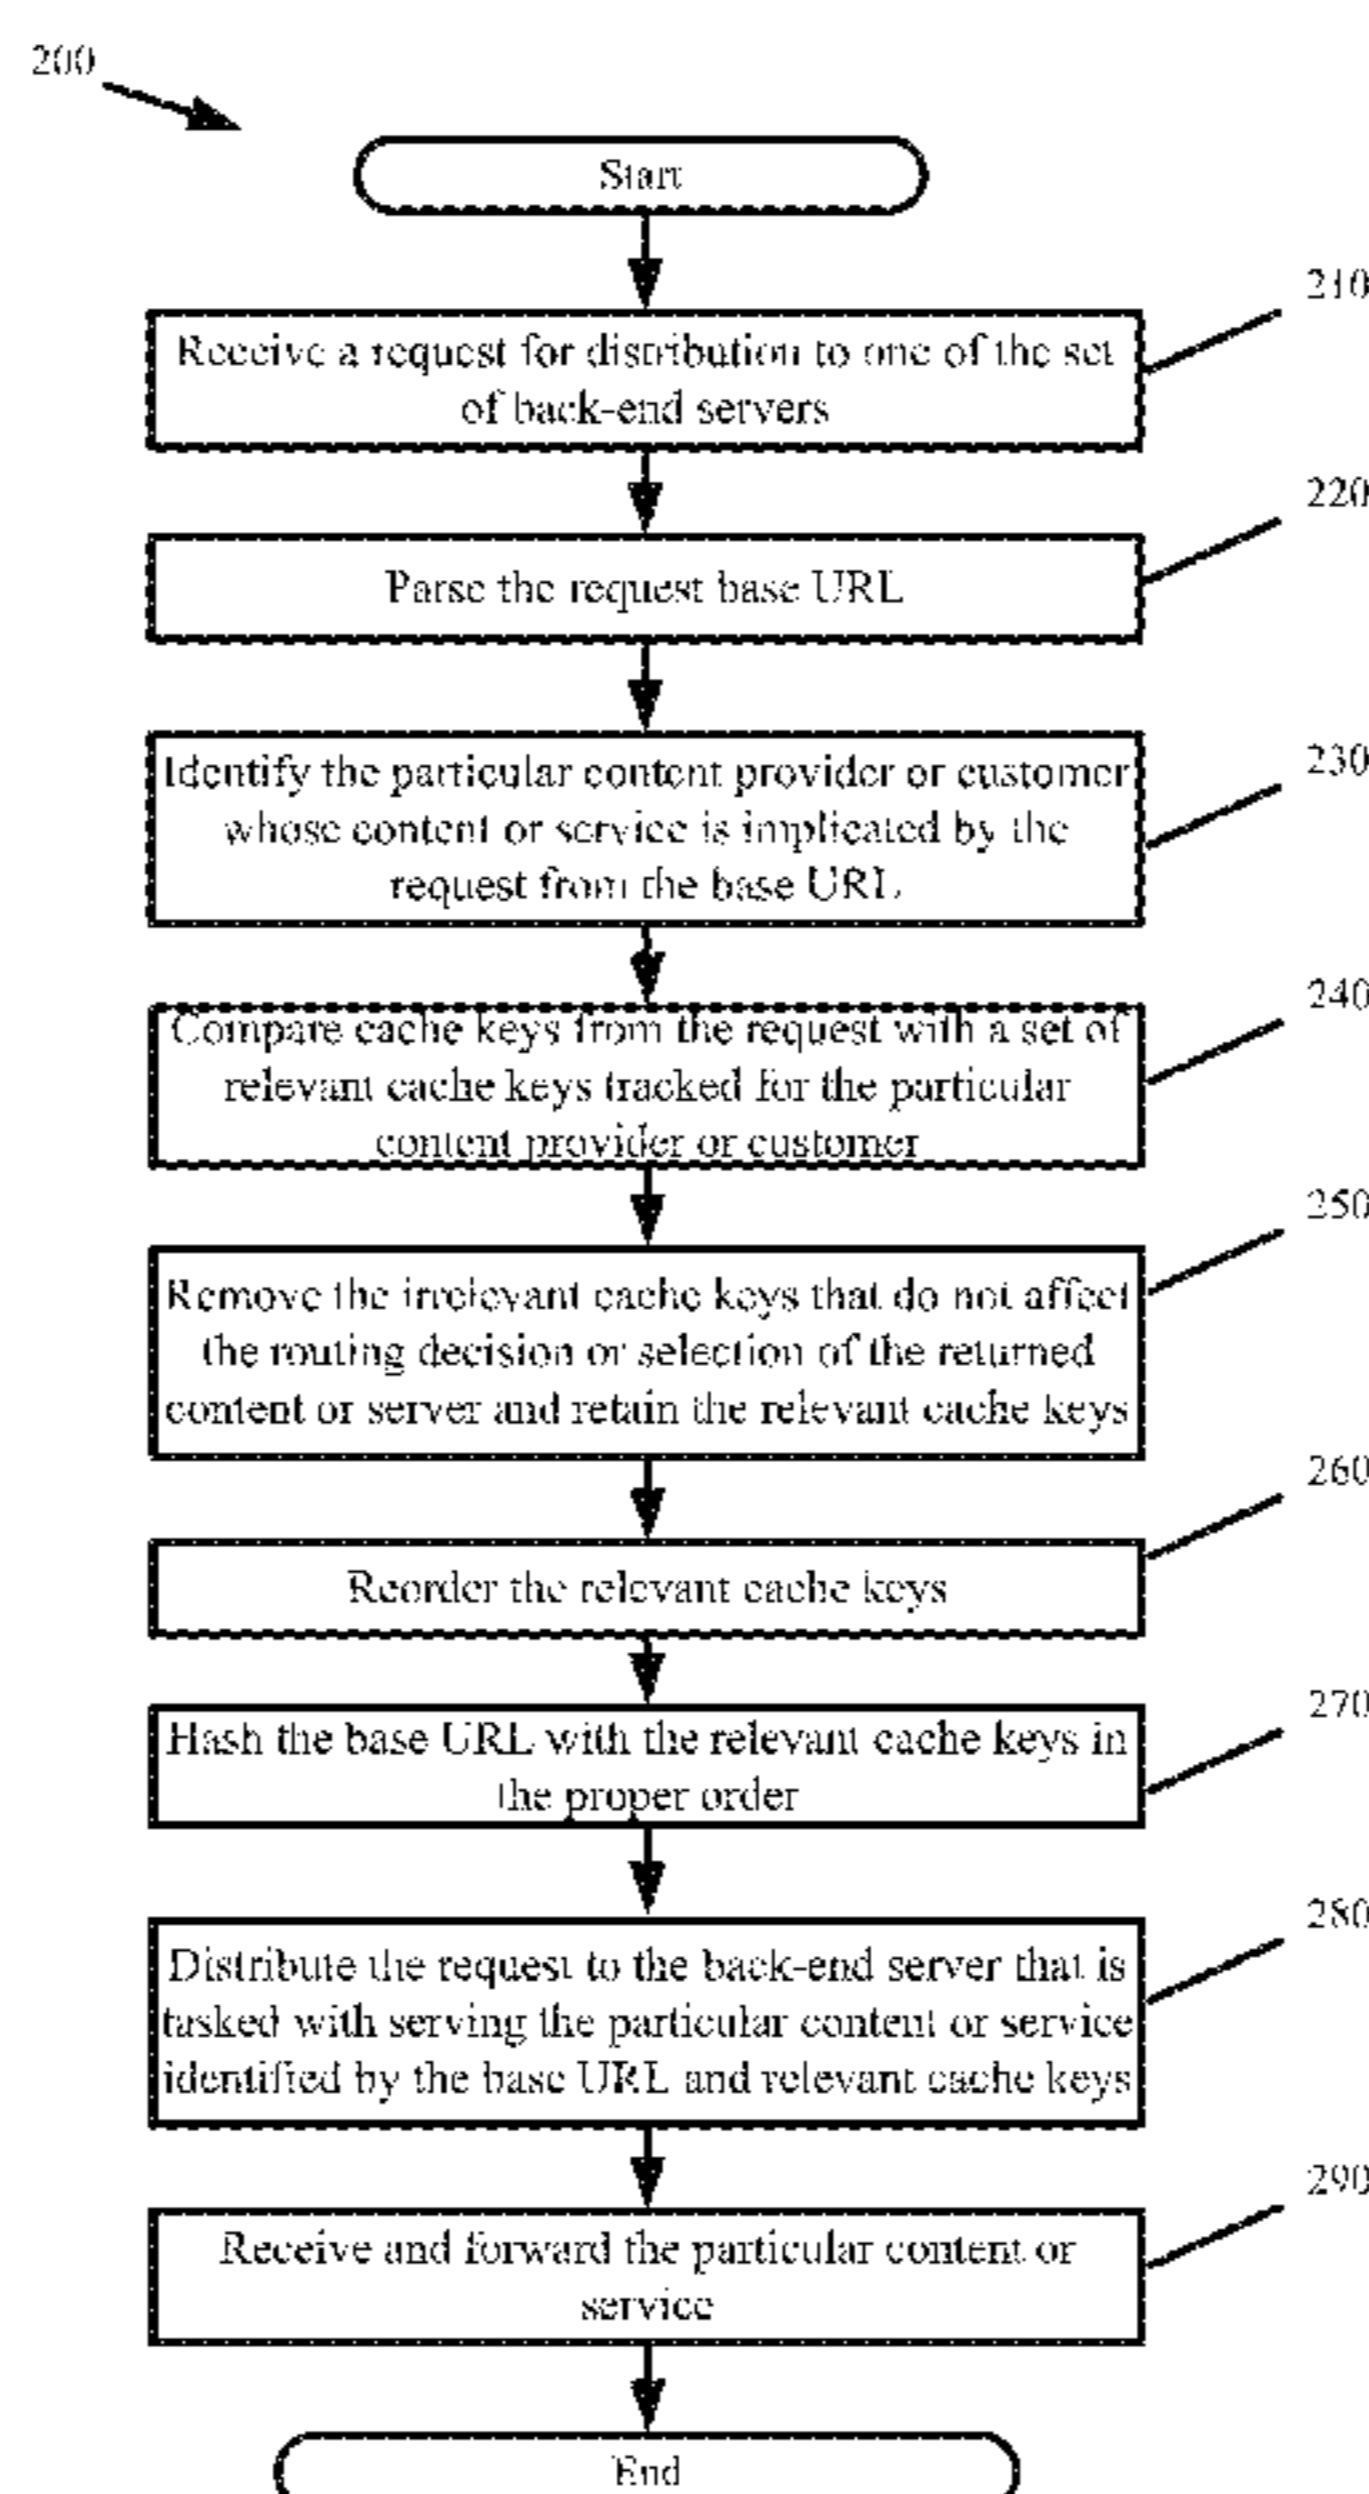 200
Start
210
Receive a request for distribution to one of the set
of back-end servers
220
Parse the request base URL
230
Identify the particular content provider or customer
whose content or service is implicated by the
request from the base URL
240
Compare cache keys from the request with a set of
relevant cache keys tracked for the particular
content provider or customer
250
Remove the irrelevant cache keys that do not affect
the routing decision or selection of the returned
content or server and retain the relevant cache keys
260
Reorder the relevant cache keys
270
Hash the base URL with the relevant cache keys in
the proper order
280
Distribute the request to the back-end server that is
tasked with serving the particular content or service
identified by the base URL and relevant cache keys
290
Receive and forward the particular content or
service
End